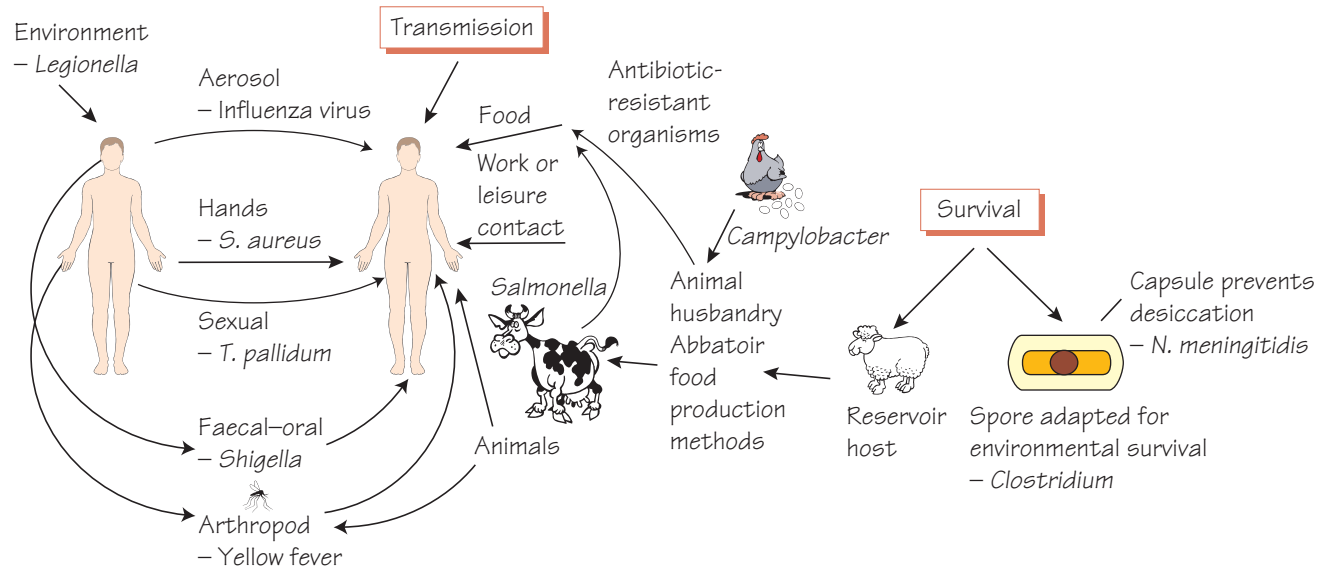 Environment
– Legionella
Transmission
Aerosol
– Influenza virus
Hands
– S. aureus
Sexual
– T. pallidum
Faecal–oral
– Shigella
Arthropod
– Yellow fever
Food
Work or
leisure
contact
Salmonella
Animals
Antibiotic-
resistant
organisms
Campylobacter
Animal
husbandry
Abbatoir
food
production
methods
Survival
Reservoir
host
Capsule prevents
desiccation
– N. meningitidis
Spore adapted for
environmental survival
– Clostridium